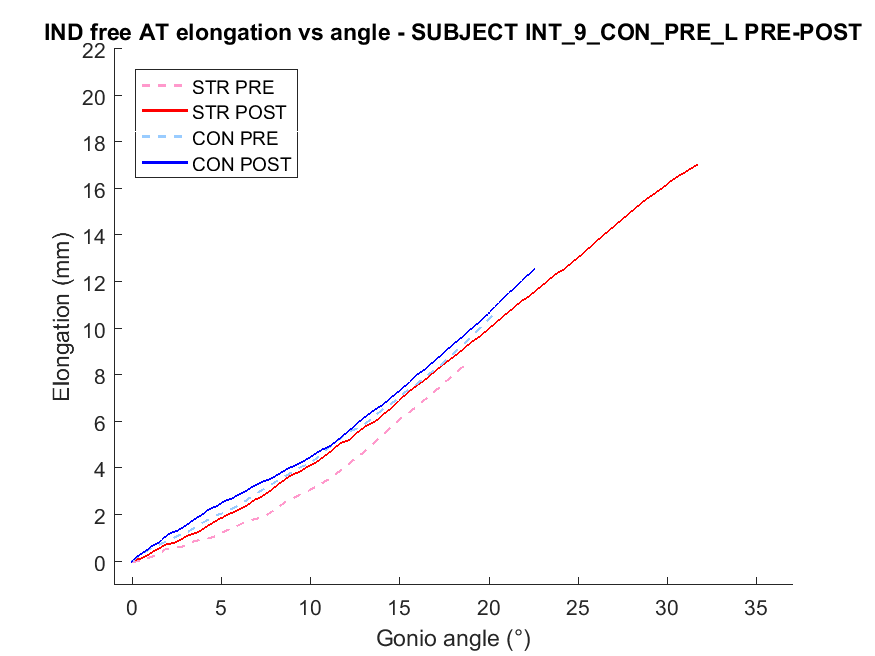 IND free AT elongation vs angle - SUBJECT INT_9_CON_PRE_L PRE-POST
22
20
18
16
14
12
10
8
6
4
2
0
Elongation (mm)
STR PRE
STR POST
CON PRE
CON POST
0 5 10 15 20 25 30 35
Gonio angle (°)